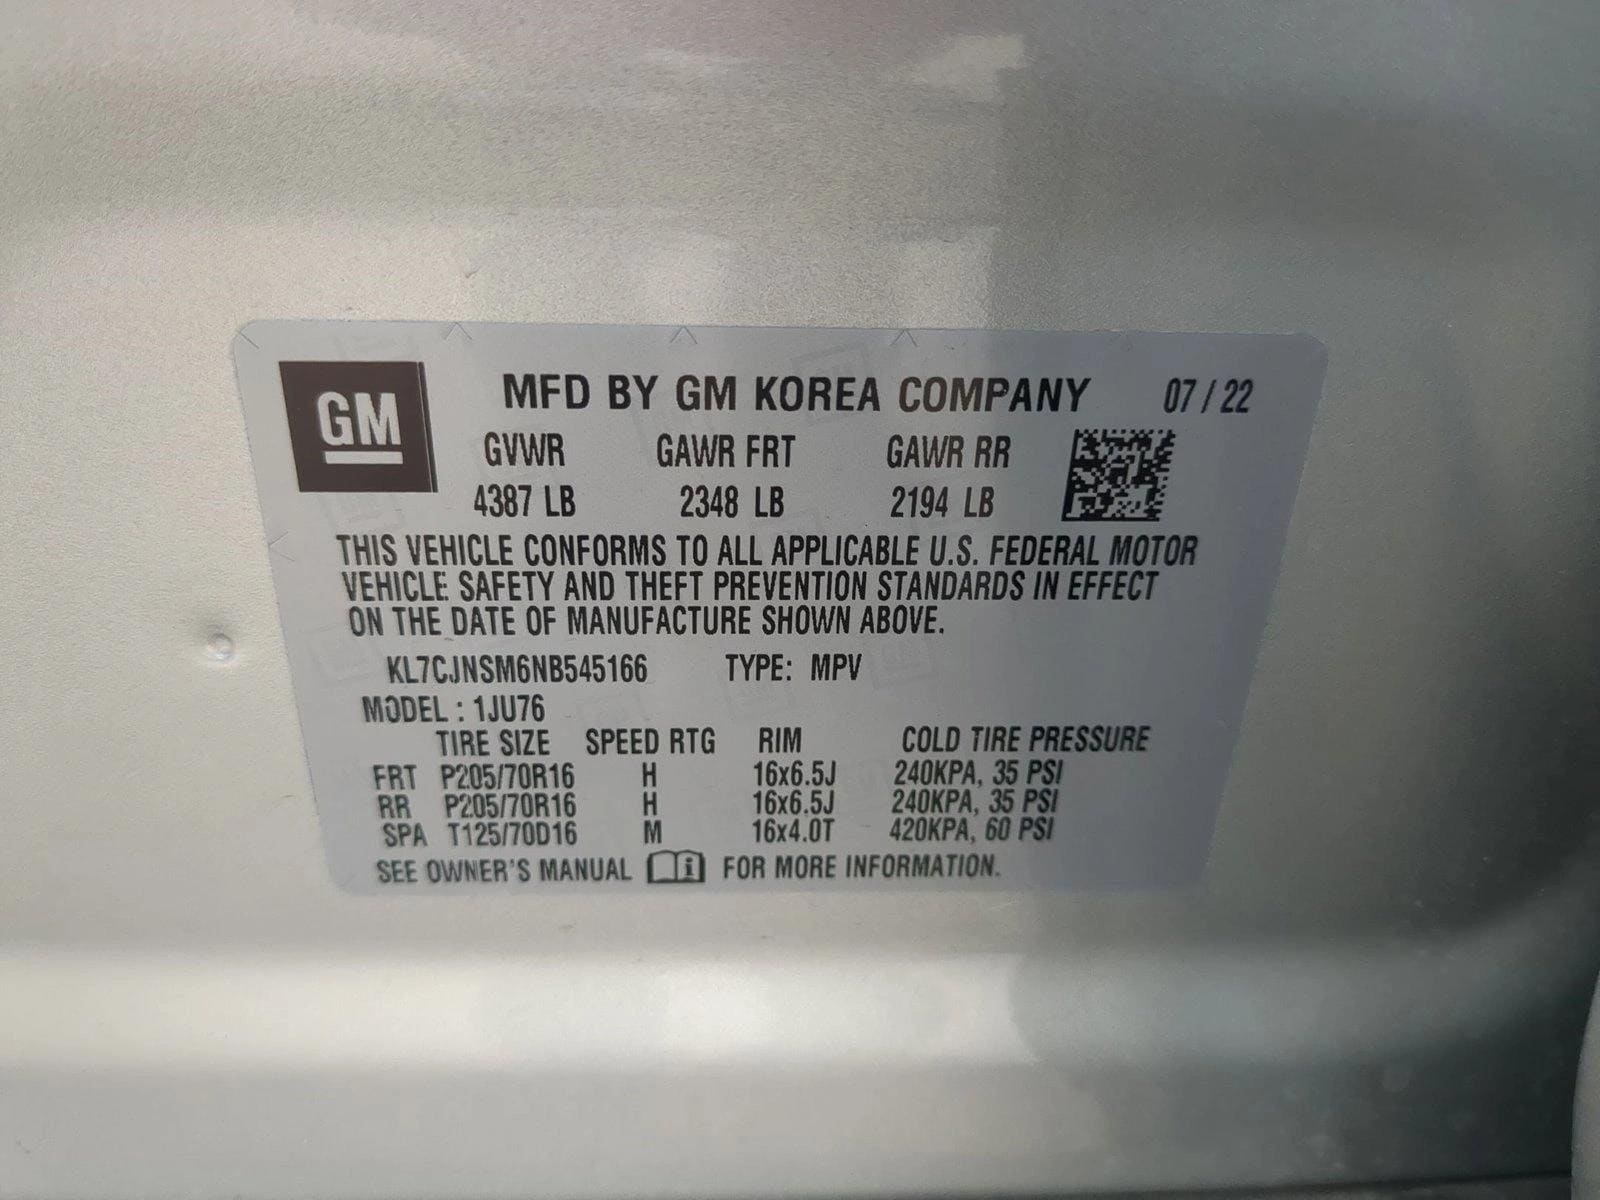 GM
MFD BY GM KOREA COMPANY 07 / 22
GVWR GAWR FRT GAWR RR
4387 LB 2348 LB 2194 LB
THIS VEHICLE CONFORMS TO ALL APPLICABLE U.S. FEDERAL MOTOR
VEHICLE SAFETY AND THEFT PREVENTION STANDARDS IN EFFECT
ON THE DATE OF MANUFACTURE SHOWN ABOVE.
KL7CJNSM6NB545166 TYPE: MPV
MODEL : 1JU76
TIRE SIZE SPEED RTG RIM COLD TIRE PRESSURE
FRT P205/70R16 H 16x6.5J 240KPA, 35 PSI
RR P205/70R16 H 16x6.5J 240KPA, 35 PSI
SPA T125/70D16 M 16x4.0T 420KPA, 60 PSI
SEE OWNER'S MANUAL i FOR MORE INFORMATION.